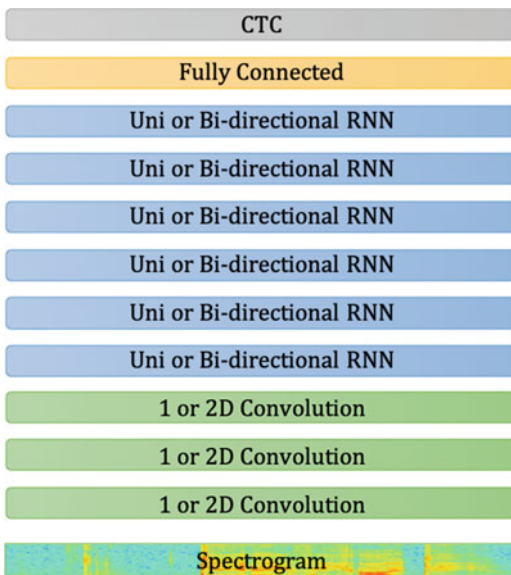 CTC
Fully Connected
Uni or Bi-directional RNN
Uni or Bi-directional RNN
Uni or Bi-directional RNN
Uni or Bi-directional RNN
Uni or Bi-directional RNN
Uni or Bi-directional RNN
1 or 2D Convolution
1 or 2D Convolution
1 or 2D Convolution
Spectrogram